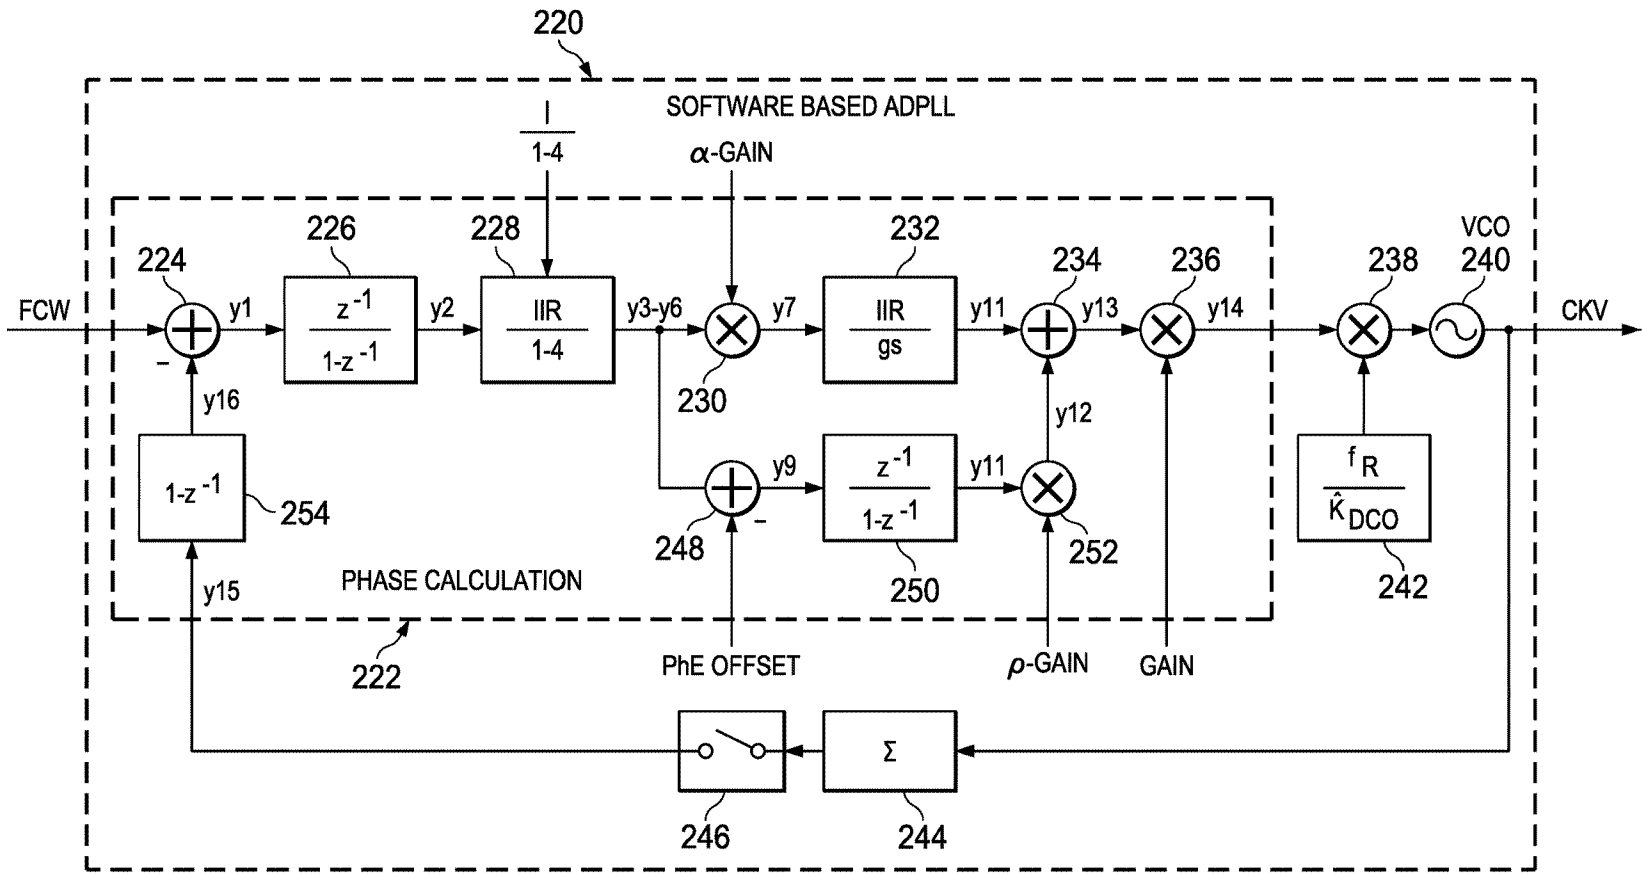 220
SOFTWARE BASED ADPLL
1
1-4
α-GAIN
226
228
232
VCO
224
234
236
238
240
FCW
y1
z -1
1-z -1
y2
IIR
1-4
y3-y6
y7
IIR
gs
y11
y13
y14
CKV
230
y16
y12
1-z -1
254
y9
z -1
1-z -1
y11
f R
K̂ DCO
248
252
y15
PHASE CALCULATION
250
242
222
PhE OFFSET
ρ-GAIN
GAIN
Σ
246
244